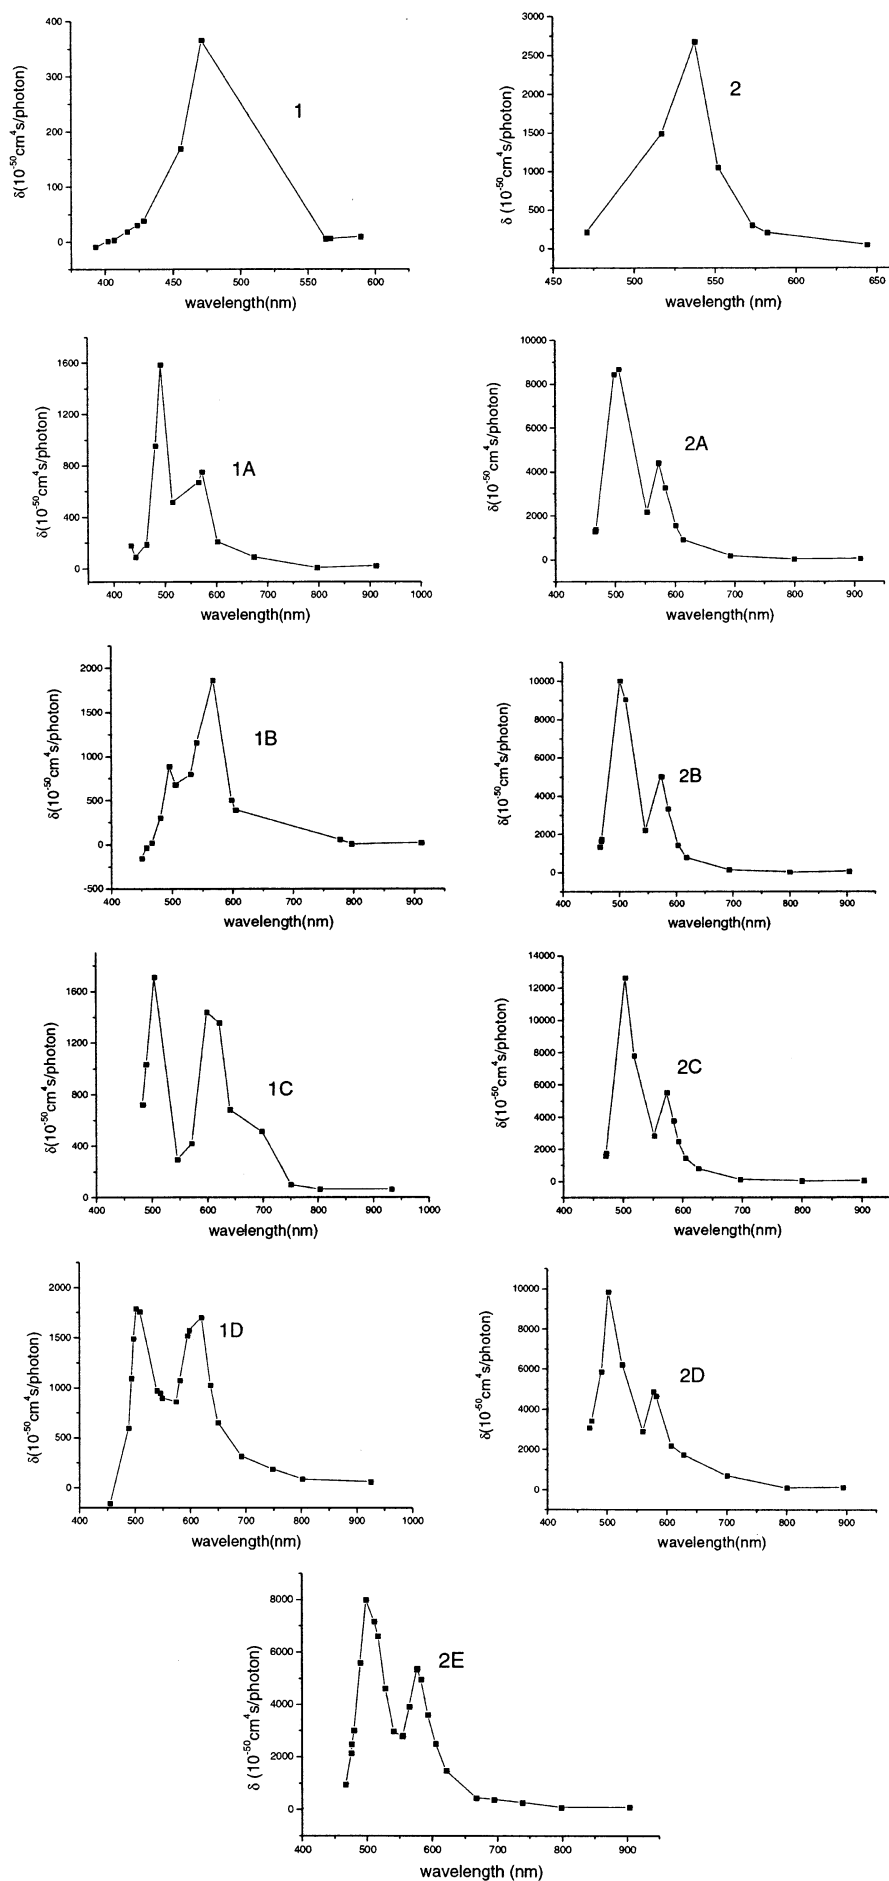 400
300
200
100
0
δ(10⁻⁵⁰cm⁴s/photon)
1
400 450 500 550 600
wavelength(nm)
3000
2500
2000
1500
1000
500
0
δ (10⁻⁵⁰cm⁴s/photon)
2
450 500 550 600 650
wavelength (nm)
1600
1200
800
400
0
δ(10⁻⁵⁰cm⁴s/photon)
1A
400 500 600 700 800 900 1000
wavelength(nm)
10000
8000
6000
4000
2000
0
δ(10⁻⁵⁰cm⁴s/photon)
2A
400 500 600 700 800 900
wavelength(nm)
2000
1500
1000
500
0
-500
δ(10⁻⁵⁰cm⁴s/photon)
1B
400 500 600 700 800 900
wavelength(nm)
10000
8000
6000
4000
2000
0
δ(10⁻⁵⁰cm⁴s/photon)
2B
400 500 600 700 800 900
wavelength(nm)
1600
1200
800
400
0
δ(10⁻⁵⁰cm⁴s/photon)
1C
400 500 600 700 800 900 1000
wavelength(nm)
14000
12000
10000
8000
6000
4000
2000
0
δ(10⁻⁵⁰cm⁴s/photon)
2C
400 500 600 700 800 900
wavelength(nm)
2000
1500
1000
500
0
δ(10⁻⁵⁰cm⁴s/photon)
1D
400 500 600 700 800 900 1000
wavelength(nm)
10000
8000
6000
4000
2000
0
δ(10⁻⁵⁰cm⁴s/photon)
2D
400 500 600 700 800 900
wavelength(nm)
8000
6000
4000
2000
0
δ (10⁻⁵⁰cm⁴s/photon)
2E
400 500 600 700 800 900
wavelength (nm)